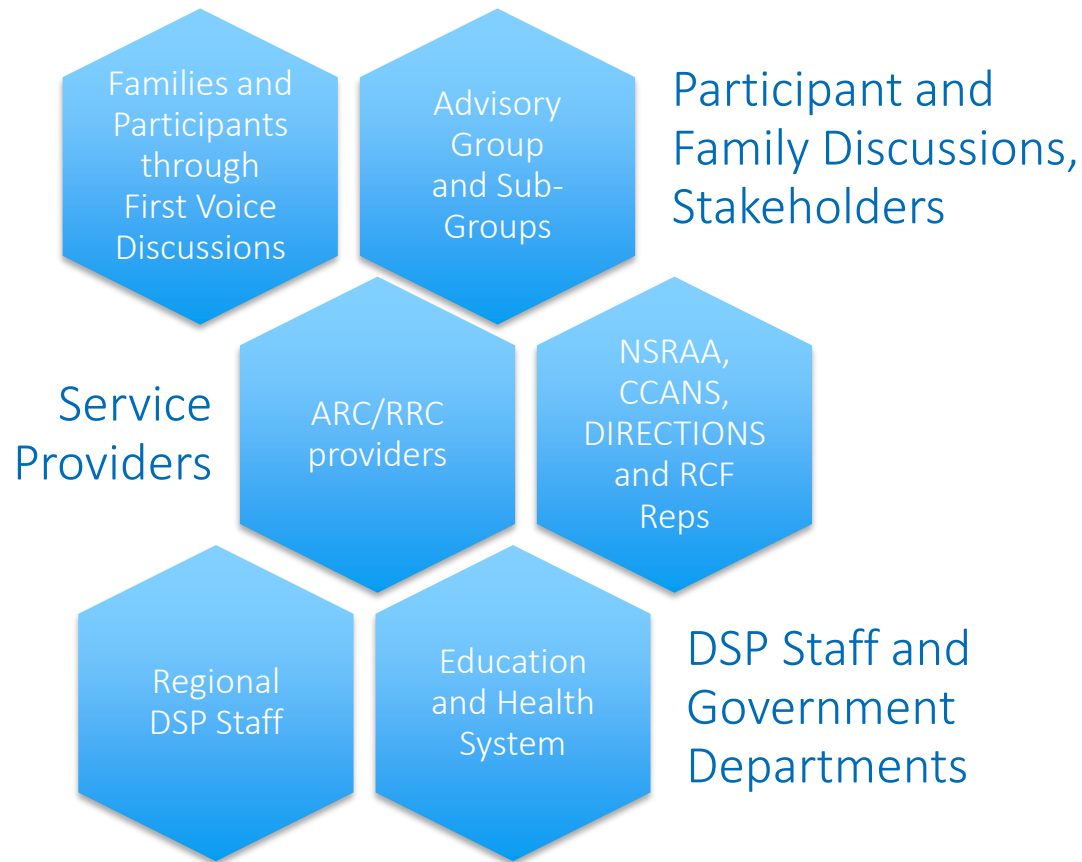 Families and
Participants
through
First Voice
Discussions
Advisory
Group
and Sub-
Groups
Participant and
Family Discussions,
Stakeholders
Service
Providers
ARC/RRC
providers
NSRAA,
CCANS,
DIRECTIONS
and RCF
Reps
Regional
DSP Staff
Education
and Health
System
DSP Staff and
Government
Departments